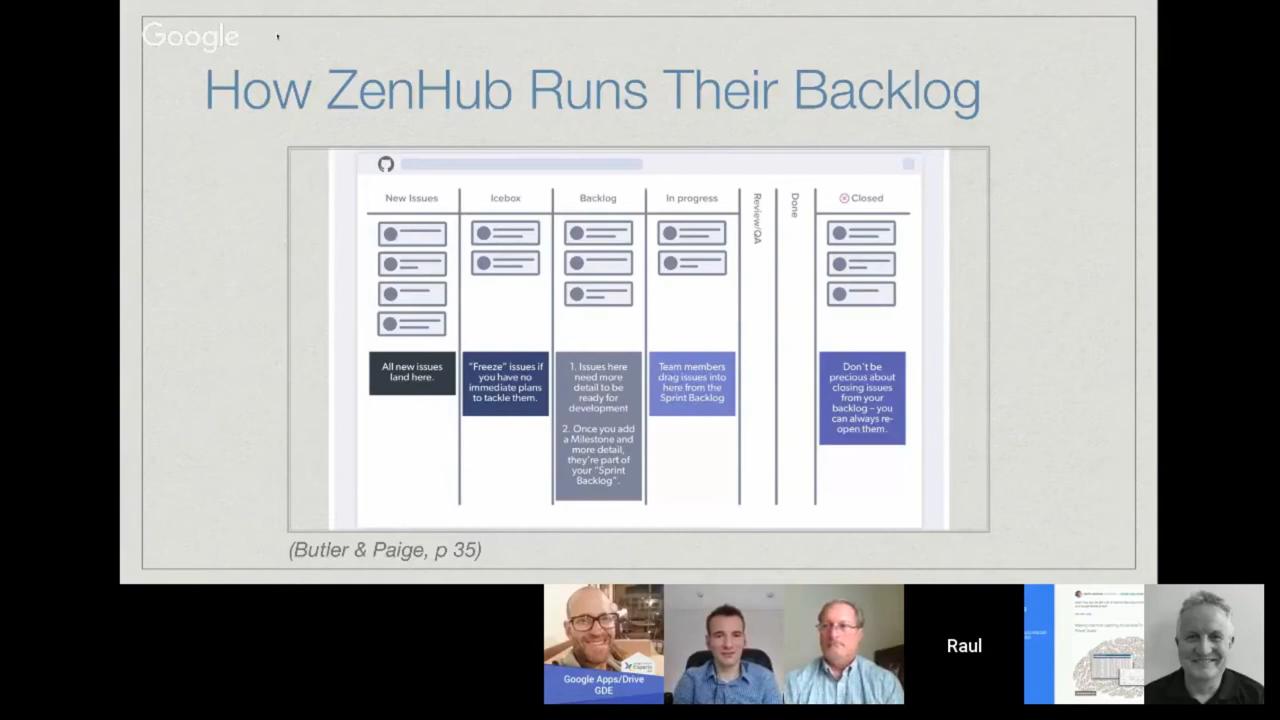 Google
How ZenHub Runs Their Backlog
New Issues
Icebox
Backlog
In progress
Review/QA
Done
Closed
All new issues
land here.
"Freeze" issues if
you have no
immediate plans
to tackle them.
1. Issues here
need more
detail to be
ready for
development
2. Once you add
a Milestone and
more detail,
they're part of
your "Sprint
Backlog".
Team members
drag issues into
here from the
Sprint Backlog
Don't be
precious about
closing issues
from your
backlog – you
can always re-
open them.
(Butler & Paige, p 35)
Experts
Google Apps/Drive
GDE
Raul